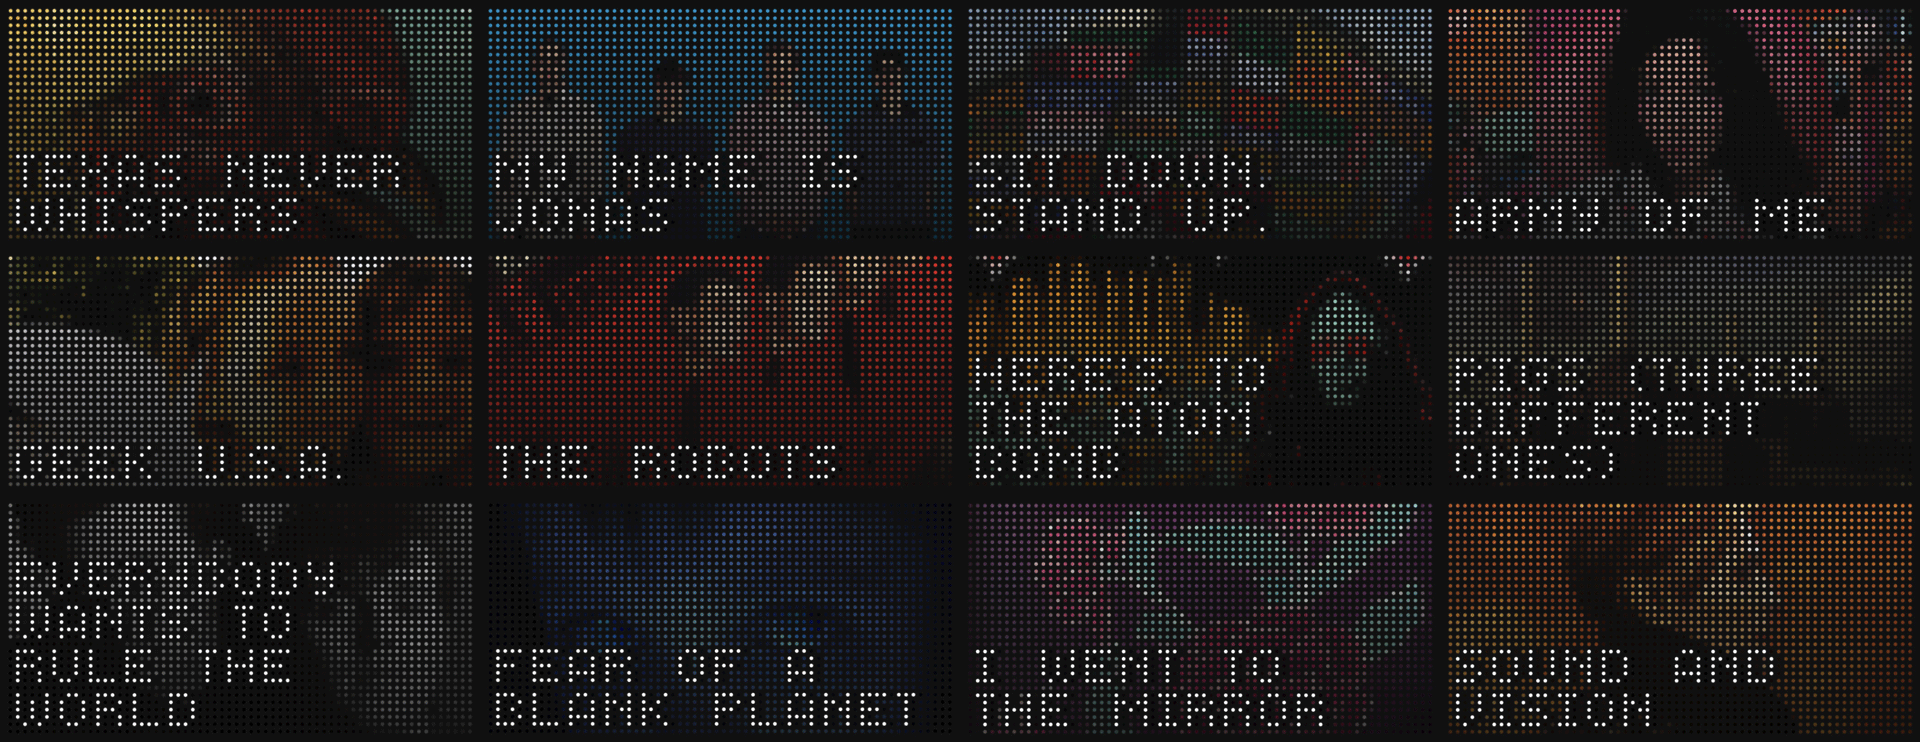 TEXAS NEVER
WHISPERS
MY NAME IS
JONAS
SIT DOWN.
STAND UP.
ARMY OF ME
GEEK U.S.A.
THE ROBOTS
HERE'S TO
THE ATOM
BOMB
PIGS (THREE
DIFFERENT
ONES)
EVERYBODY
WANTS TO
RULE THE
WORLD
FEAR OF A
BLANK PLANET
I WENT TO
THE MIRROR
SOUND AND
VISION